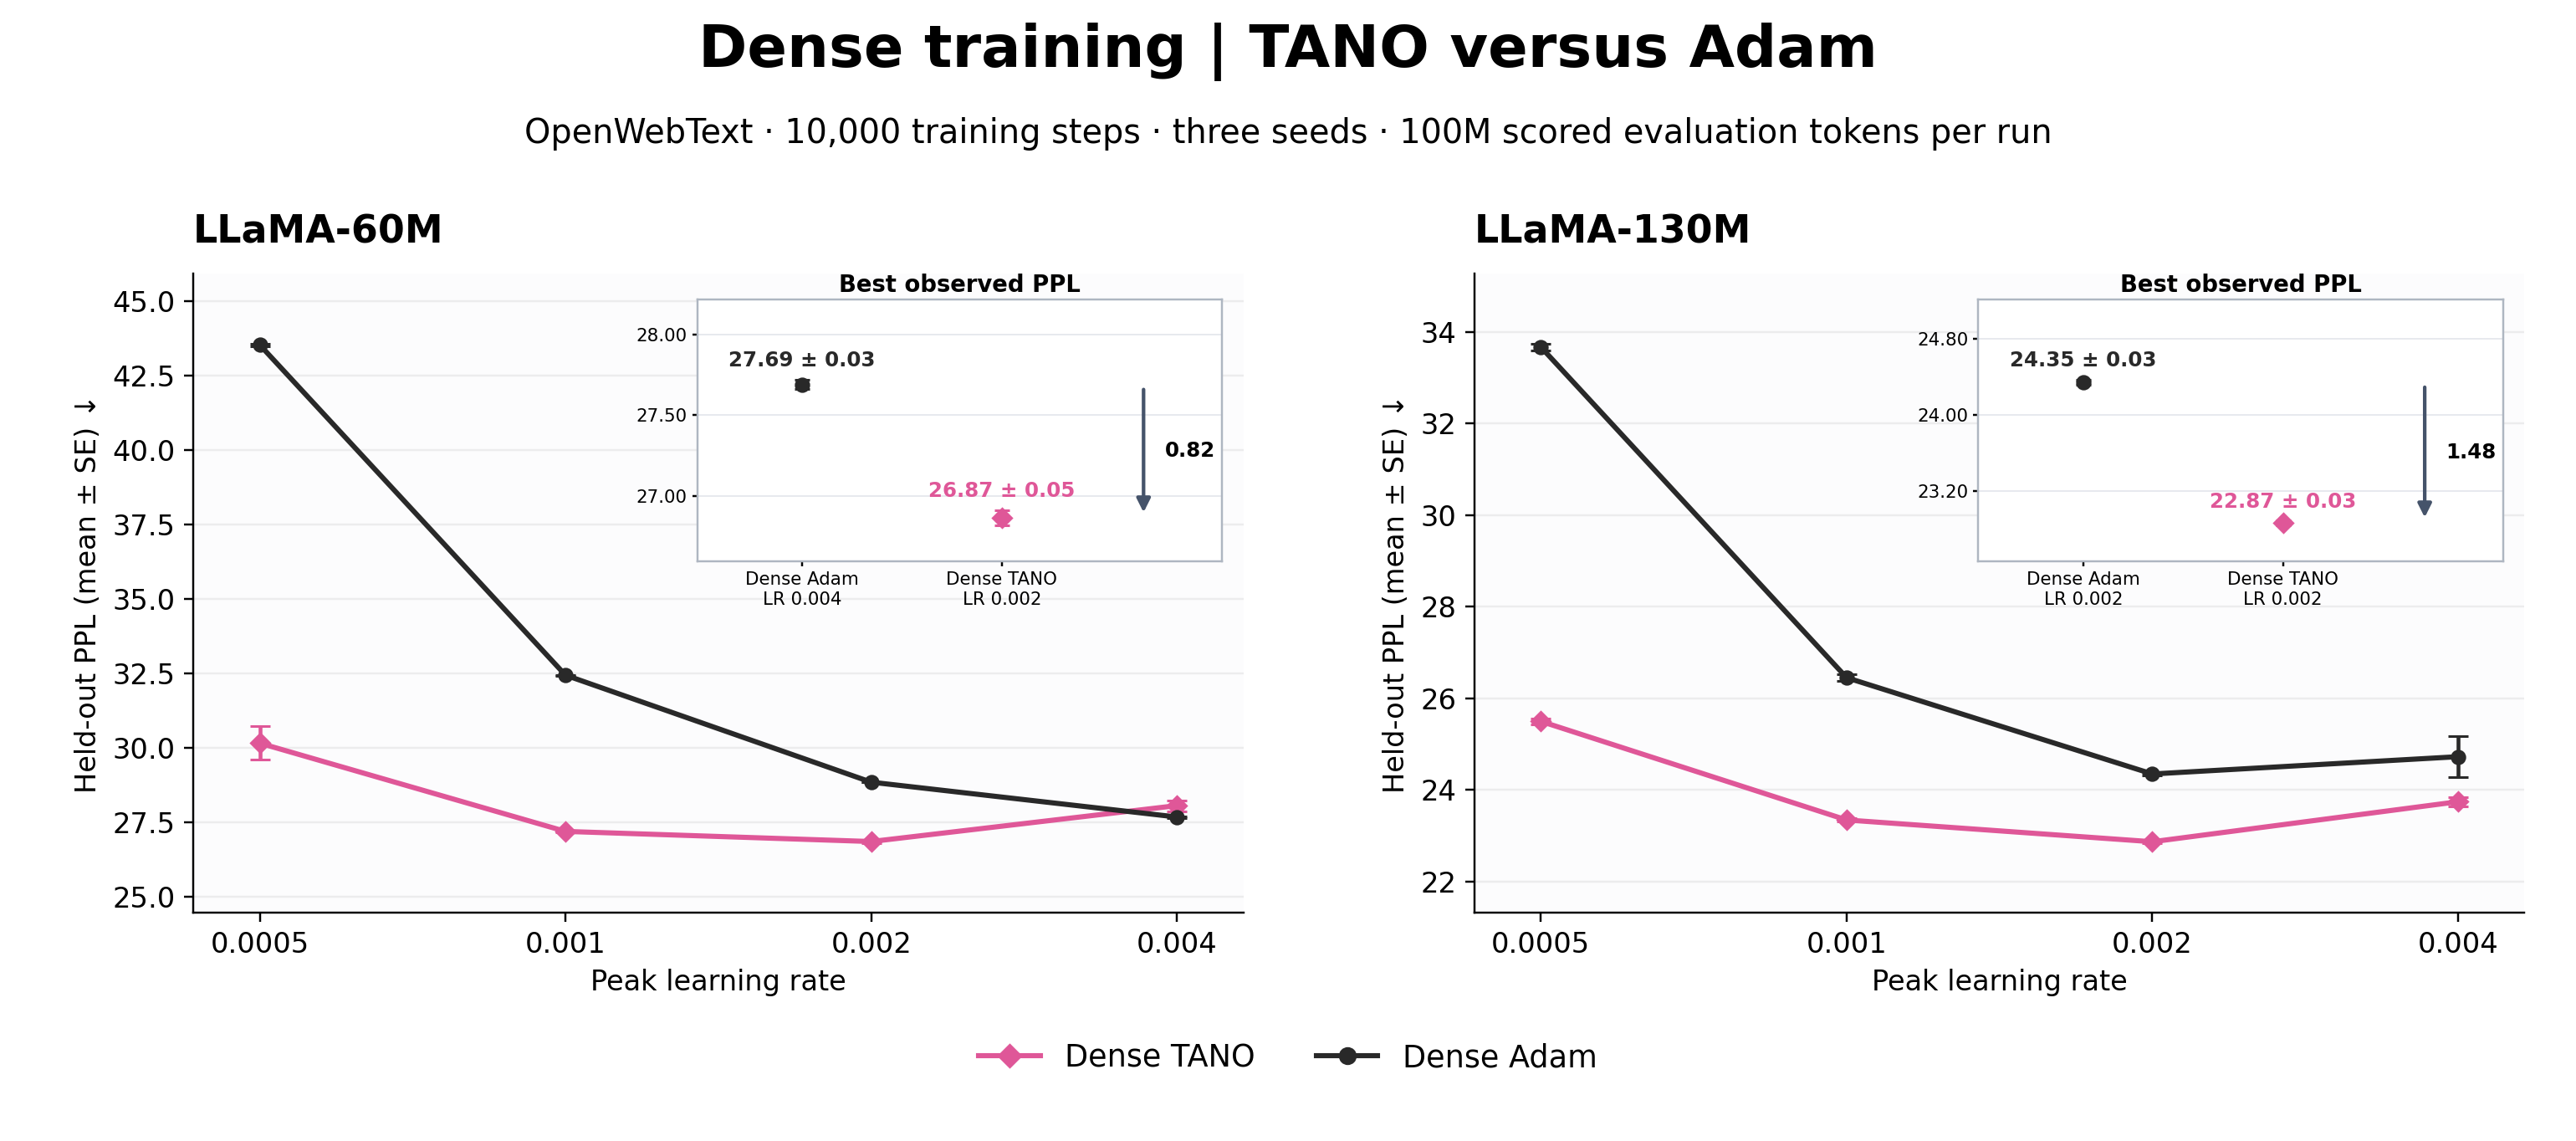 Dense training | TANO versus Adam
OpenWebText · 10,000 training steps · three seeds · 100M scored evaluation tokens per run
LLaMA-60M
Held-out PPL (mean ± SE) ↓
45.0
42.5
40.0
37.5
35.0
32.5
30.0
27.5
25.0
Best observed PPL
28.00
27.50
27.00
27.69 ± 0.03
26.87 ± 0.05
0.82
Dense Adam
LR 0.004
Dense TANO
LR 0.002
0.0005
0.001
0.002
0.004
Peak learning rate
LLaMA-130M
Held-out PPL (mean ± SE) ↓
34
32
30
28
26
24
22
Best observed PPL
24.80
24.00
23.20
24.35 ± 0.03
22.87 ± 0.03
1.48
Dense Adam
LR 0.002
Dense TANO
LR 0.002
0.0005
0.001
0.002
0.004
Peak learning rate
Dense TANO
Dense Adam